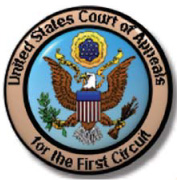 United States Court of Appeals
for the First Circuit